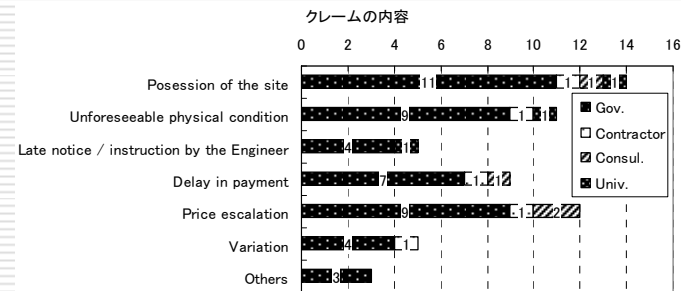 クレームの内容
0 2 4 6 8 10 12 14 16
Posession of the site 11 1 1 1
Unforeseeable physical condition 9 1 1
Late notice / instruction by the Engineer 4 1
Delay in payment 7 1 1
Price escalation 9 1 2
Variation 4 1
Others 3
Gov.
Contractor
Consul.
Univ.